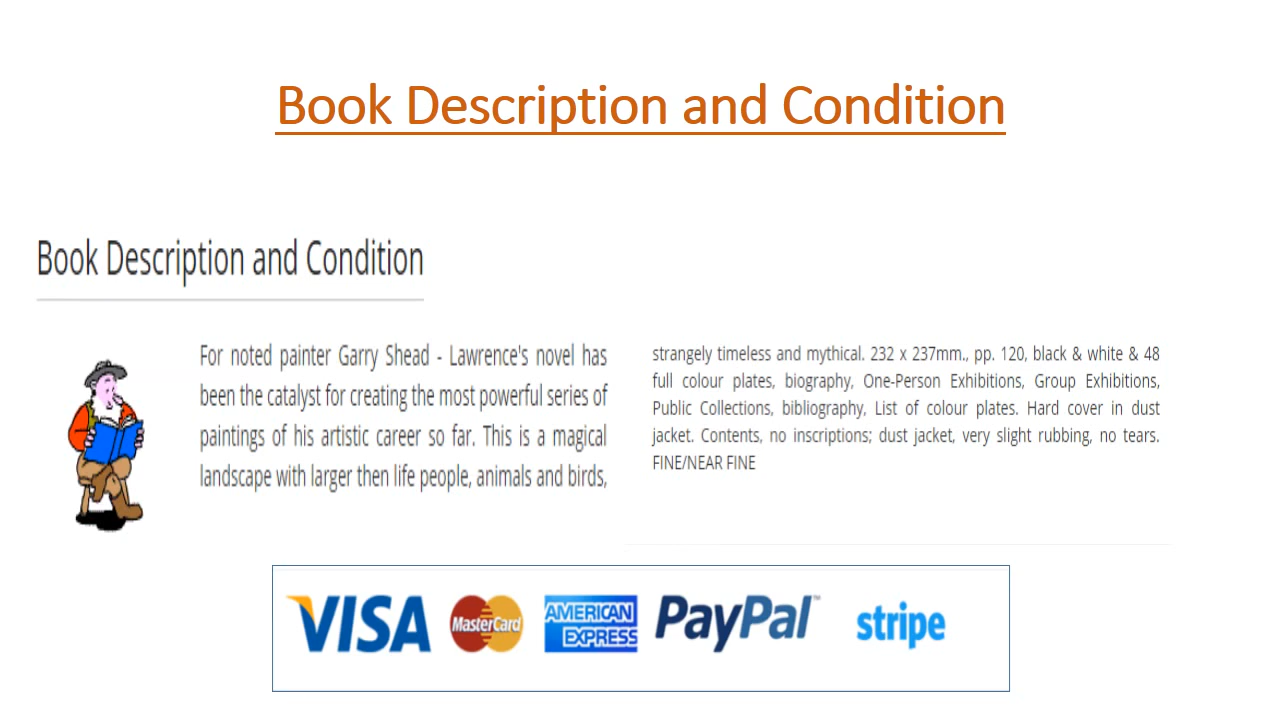 Book Description and Condition
Book Description and Condition
For noted painter Garry Shead - Lawrence's novel has
been the catalyst for creating the most powerful series of
paintings of his artistic career so far. This is a magical
landscape with larger then life people, animals and birds,
strangely timeless and mythical. 232 x 237mm., pp. 120, black & white & 48
full colour plates, biography, One-Person Exhibitions, Group Exhibitions,
Public Collections, bibliography, List of colour plates. Hard cover in dust
jacket. Contents, no inscriptions; dust jacket, very slight rubbing, no tears.
FINE/NEAR FINE
VISA MasterCard AMERICAN EXPRESS PayPal™ stripe